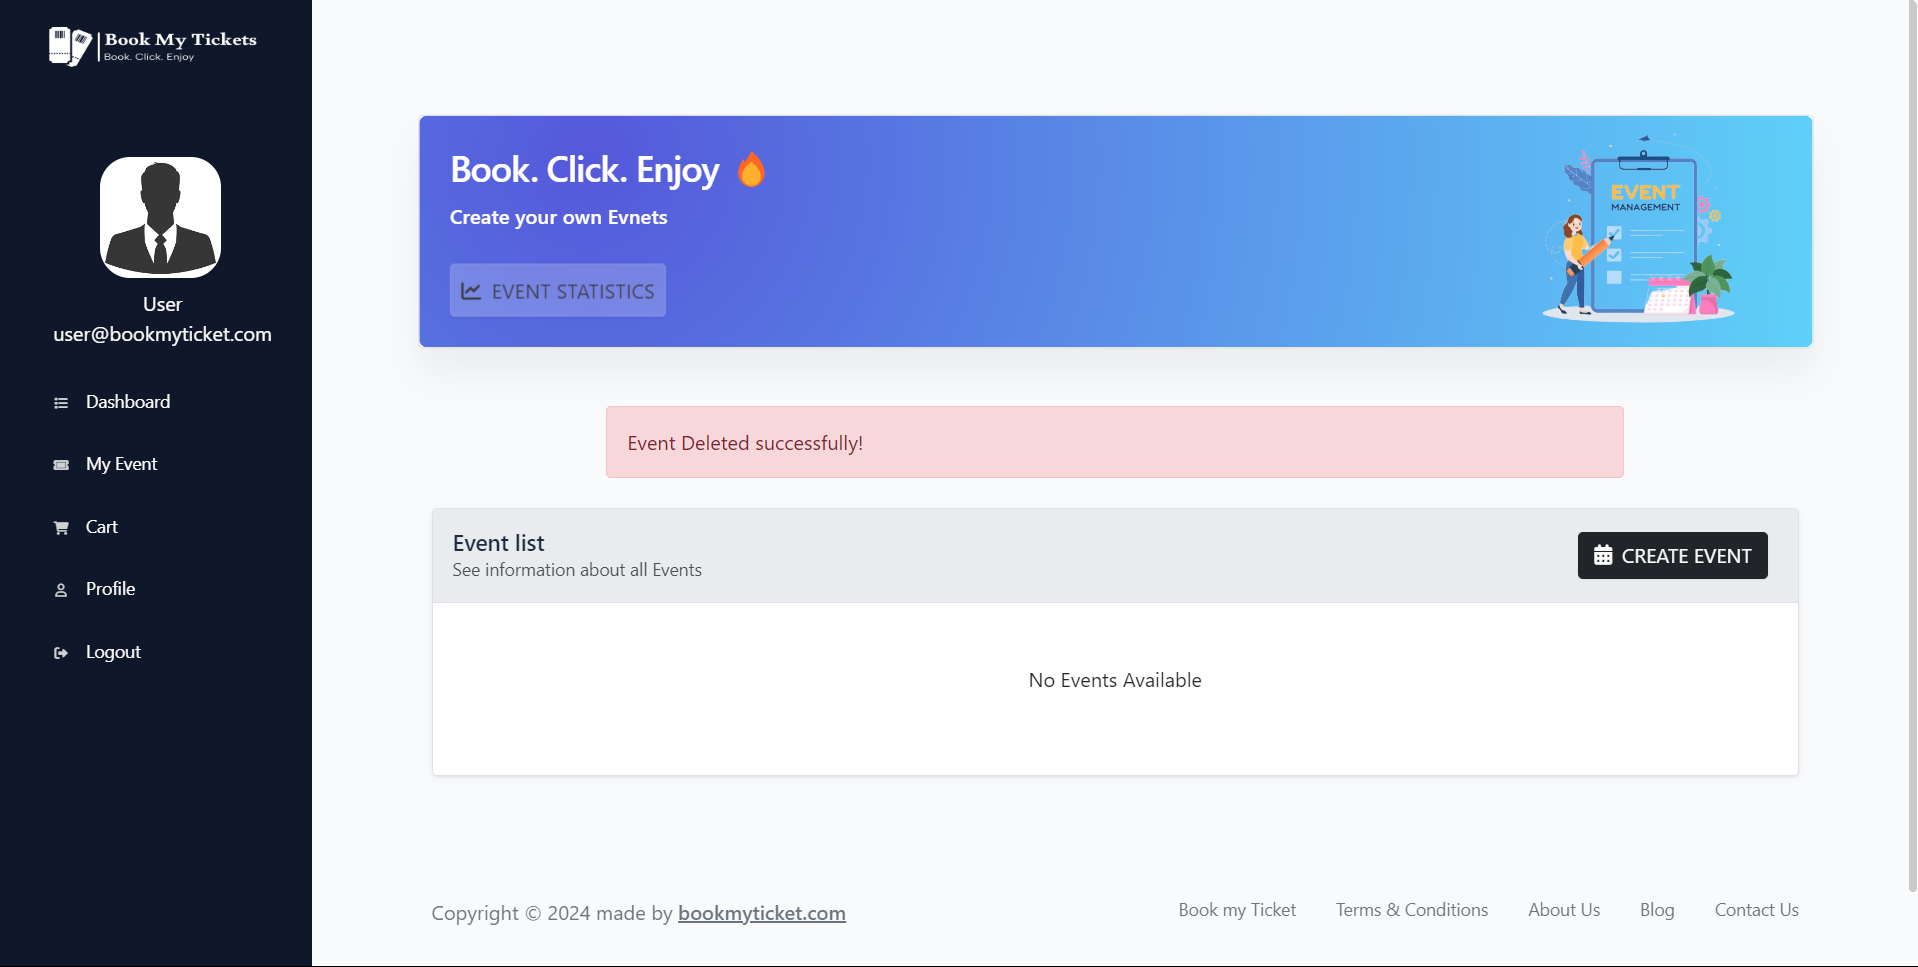 Book My Tickets
Book. Click. Enjoy
User
user@bookmyticket.com
Dashboard
My Event
Cart
Profile
Logout
Book. Click. Enjoy 🔥
Create your own Evnets
EVENT STATISTICS
EVENT
MANAGEMENT
Event Deleted successfully!
Event list
See information about all Events
CREATE EVENT
No Events Available
Copyright © 2024 made by bookmyticket.com
Book my Ticket
Terms & Conditions
About Us
Blog
Contact Us